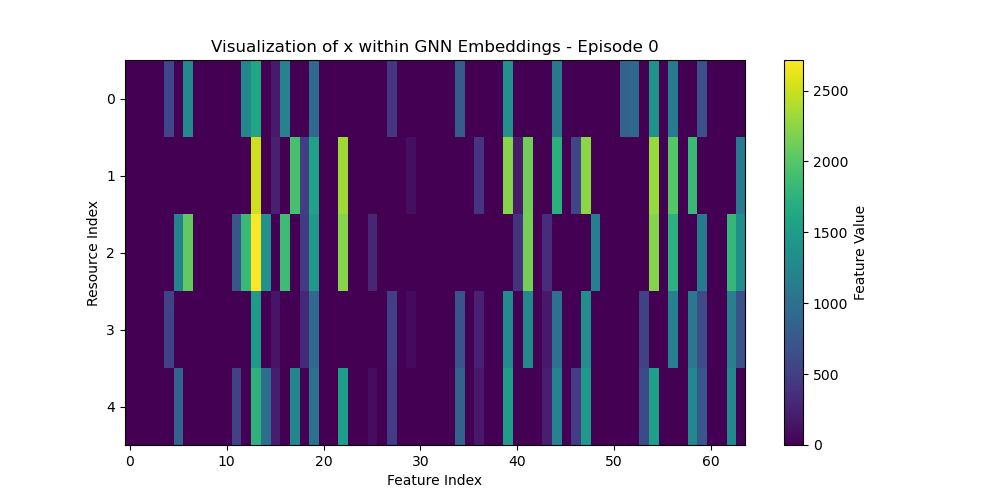 Visualization of x within GNN Embeddings - Episode 0
0
1
2
3
4
Resource Index
0 10 20 30 40 50 60
Feature Index
2500
2000
1500
1000
500
0
Feature Value